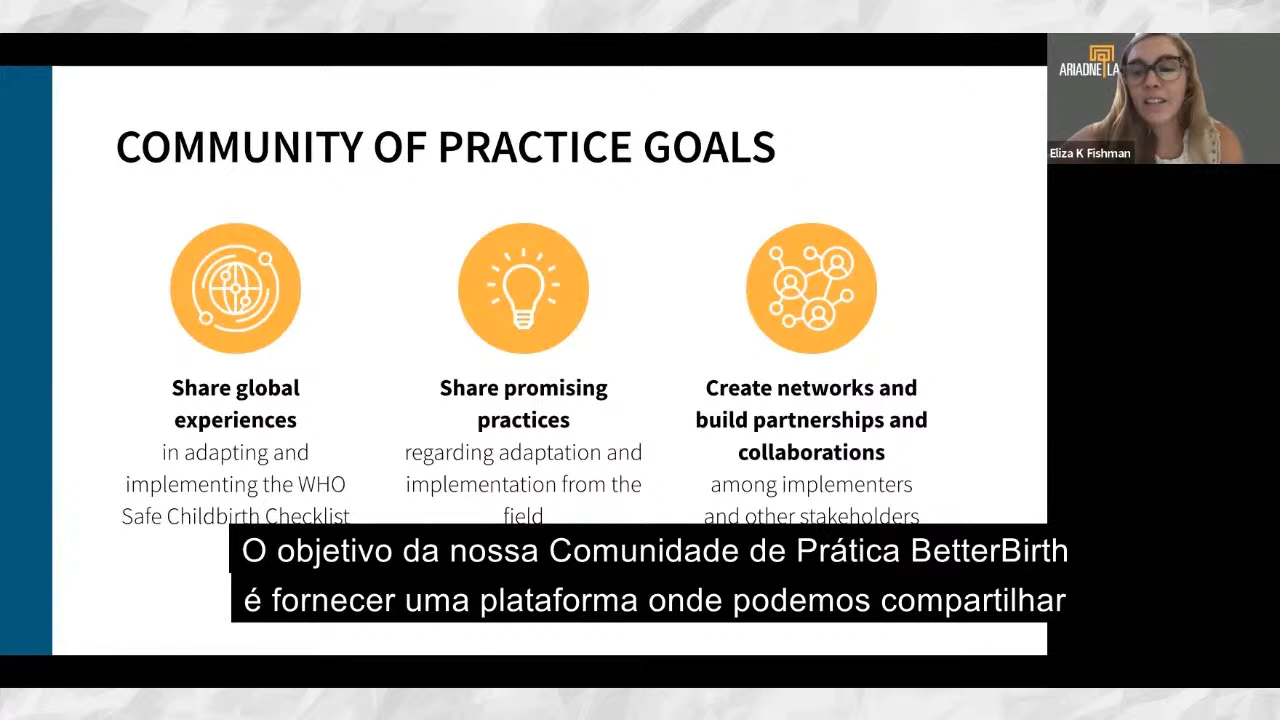 COMMUNITY OF PRACTICE GOALS
ARIADNE LA
Eliza K Fishman
Share global
experiences
in adapting and
implementing the WHO
Safe Childbirth Checklist
Share promising
practices
regarding adaptation and
implementation from the
field
Create networks and
build partnerships and
collaborations
among implementers
and other stakeholders
O objetivo da nossa Comunidade de Prática BetterBirth
é fornecer uma plataforma onde podemos compartilhar